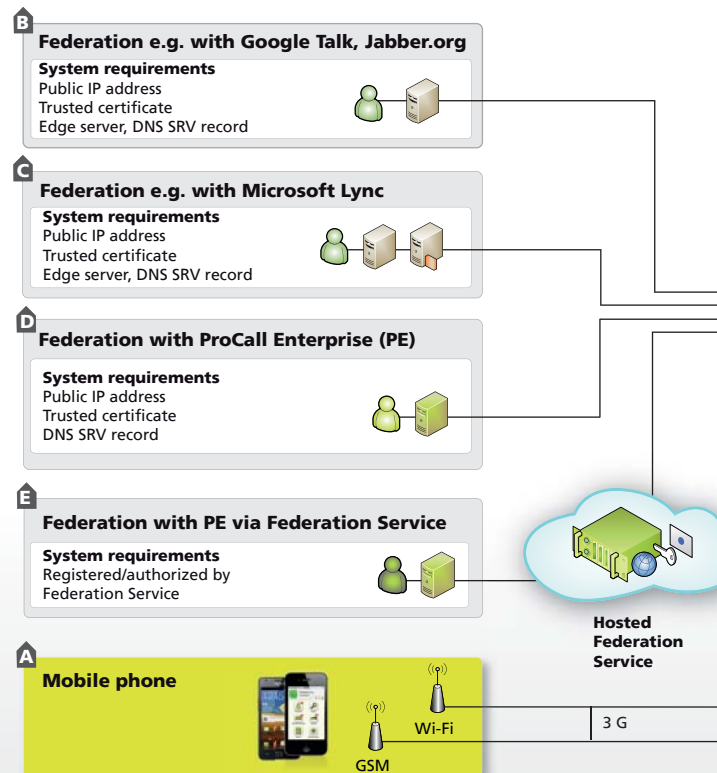 B
Federation e.g. with Google Talk, Jabber.org
System requirements
Public IP address
Trusted certificate
Edge server, DNS SRV record
C
Federation e.g. with Microsoft Lync
System requirements
Public IP address
Trusted certificate
Edge server, DNS SRV record
D
Federation with ProCall Enterprise (PE)
System requirements
Public IP address
Trusted certificate
DNS SRV record
E
Federation with PE via Federation Service
System requirements
Registered/authorized by
Federation Service
Hosted
Federation
Service
A
Mobile phone
Wi-Fi
3 G
GSM